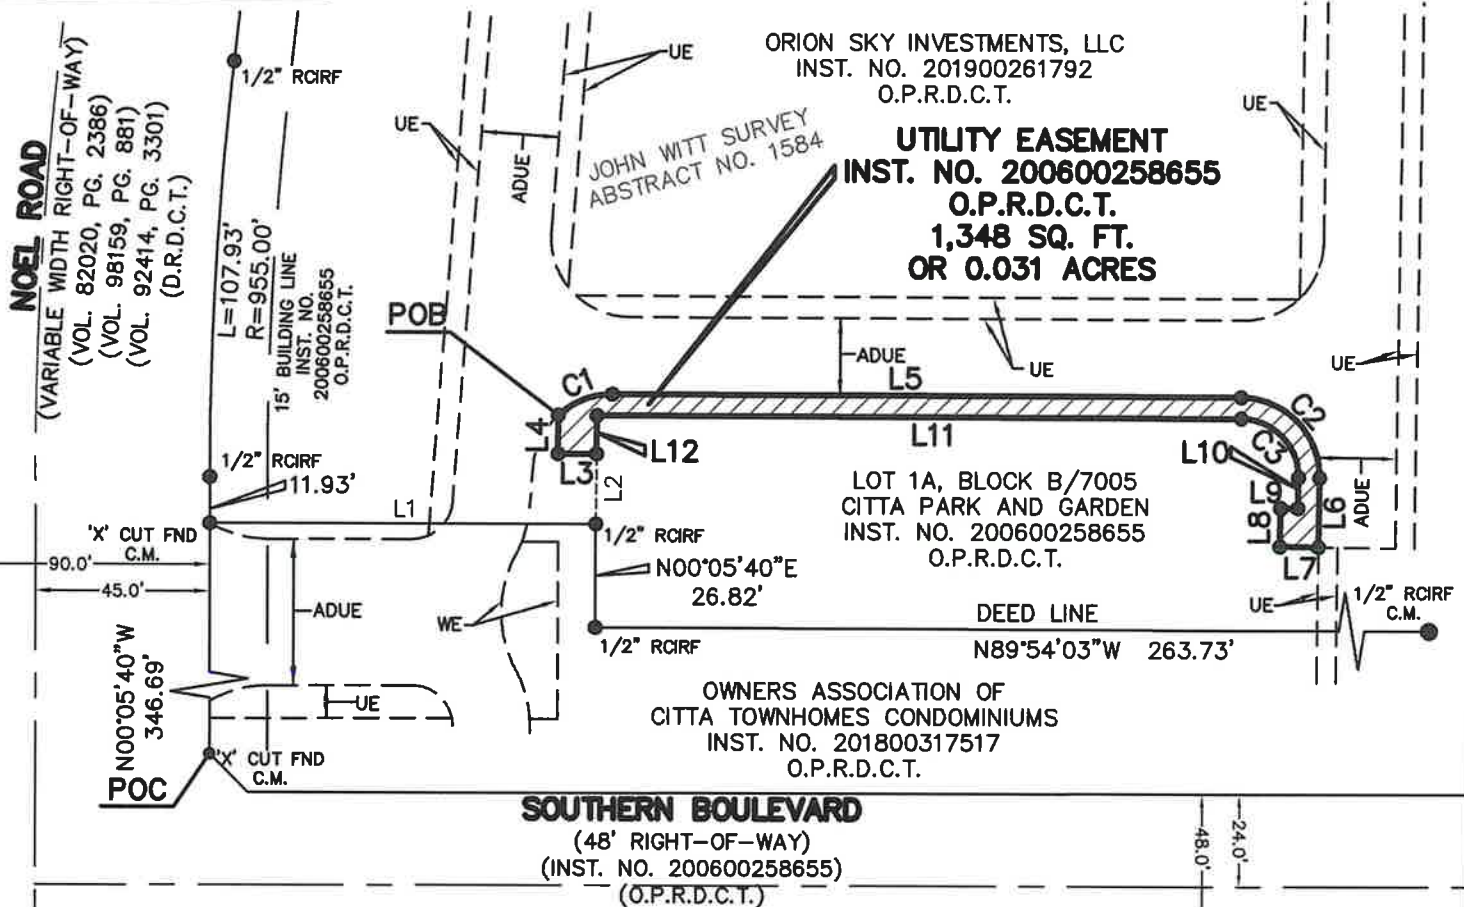 NOEL ROAD
(VARIABLE WIDTH RIGHT-OF-WAY)
(VOL. 82020, PG. 2386)
(VOL. 98159, PG. 881)
(VOL. 92414, PG. 3301)
(D.R.D.C.T.)
1/2" RCIRF
L=107.93'
R=955.00'
15' BUILDING LINE
INST. NO.
200600258655
O.P.R.D.C.T.
UE
UE
ADUE
JOHN WITT SURVEY
ABSTRACT NO. 1584
ORION SKY INVESTMENTS, LLC
INST. NO. 201900261792
O.P.R.D.C.T.
UE
UTILITY EASEMENT
INST. NO. 200600258655
O.P.R.D.C.T.
1,348 SQ. FT.
OR 0.031 ACRES
POB
ADUE
UE
UE
C1
L5
C2
L4
L3
L12
L2
L11
C3
L10
L9
L8
L6
L7
ADUE
1/2" RCIRF
11.93'
L1
'X' CUT FND
C.M.
90.0'
45.0'
1/2" RCIRF
LOT 1A, BLOCK B/7005
CITTA PARK AND GARDEN
INST. NO. 200600258655
O.P.R.D.C.T.
N00°05'40"E
26.82'
ADUE
WE
UE
1/2" RCIRF
C.M.
DEED LINE
1/2" RCIRF
N89°54'03"W 263.73'
N00°05'40"W
346.69'
UE
OWNERS ASSOCIATION OF
CITTA TOWNHOMES CONDOMINIUMS
INST. NO. 201800317517
O.P.R.D.C.T.
'X' CUT FND
C.M.
POC
SOUTHERN BOULEVARD
(48' RIGHT-OF-WAY)
(INST. NO. 200600258655)
(O.P.R.D.C.T.)
48.0'
24.0'